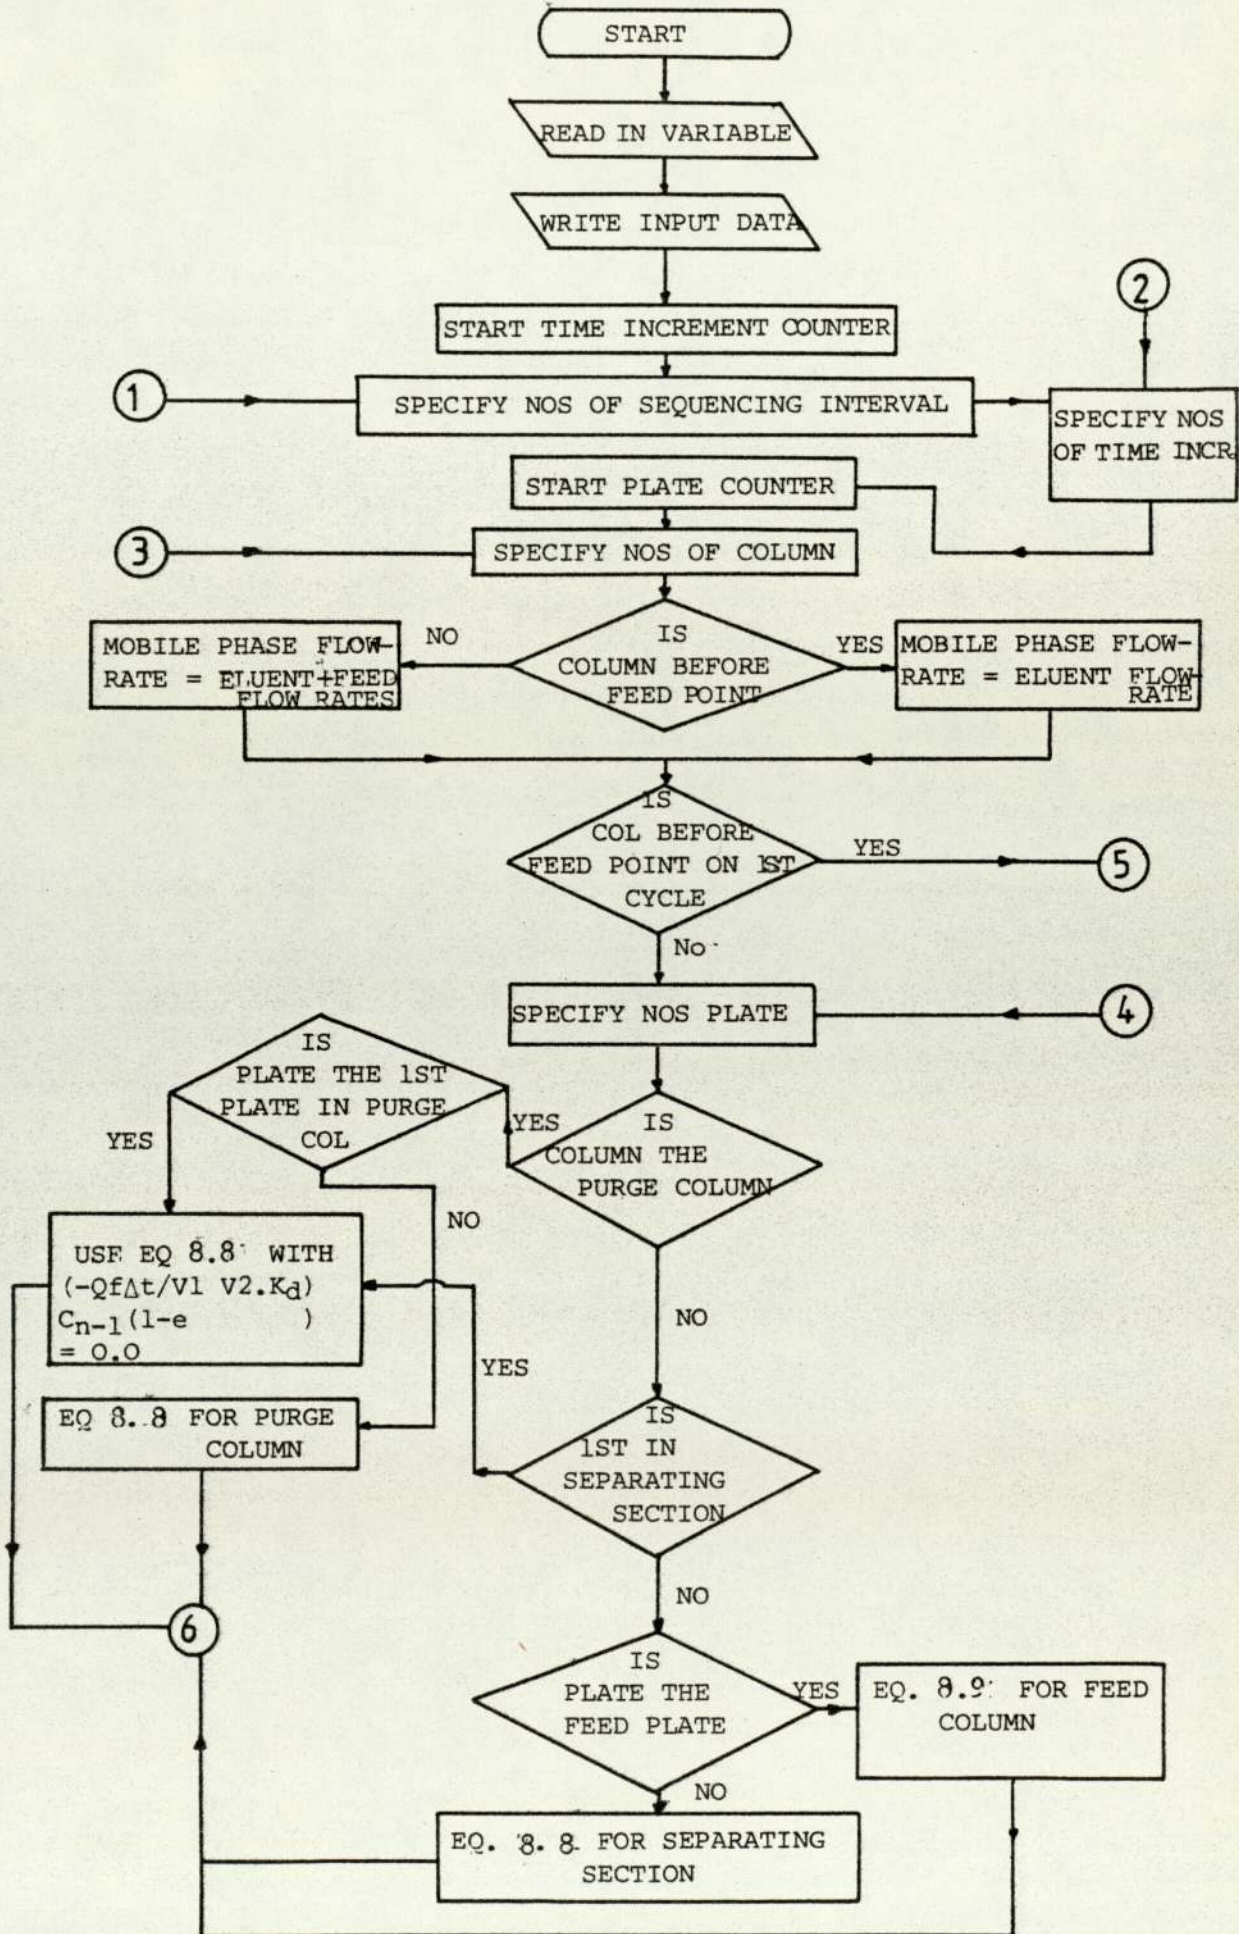 START
READ IN VARIABLE
WRITE INPUT DATA
START TIME INCREMENT COUNTER
2
1
SPECIFY NOS OF SEQUENCING INTERVAL
SPECIFY NOS
OF TIME INCR.
START PLATE COUNTER
3
SPECIFY NOS OF COLUMN
IS
COLUMN BEFORE
FEED POINT
NO
YES
MOBILE PHASE FLOW-
RATE = ELUENT+FEED
FLOW RATES
MOBILE PHASE FLOW-
RATE = ELUENT FLOW-
RATE
1S
COL BEFORE
FEED POINT ON 1ST
CYCLE
YES
5
No
SPECIFY NOS PLATE
4
IS
PLATE THE 1ST
PLATE IN PURGE
COL
YES
YES
IS
COLUMN THE
PURGE COLUMN
NO
USE EQ 8.8 WITH
(-QfΔt/V1 V2.Kd)
Cn-1(1-e )
= 0.0
NO
YES
EQ 8.8 FOR PURGE
COLUMN
IS
1ST IN
SEPARATING
SECTION
NO
6
IS
PLATE THE
FEED PLATE
YES
EQ. 8.9 FOR FEED
COLUMN
NO
EQ. 8.8 FOR SEPARATING
SECTION